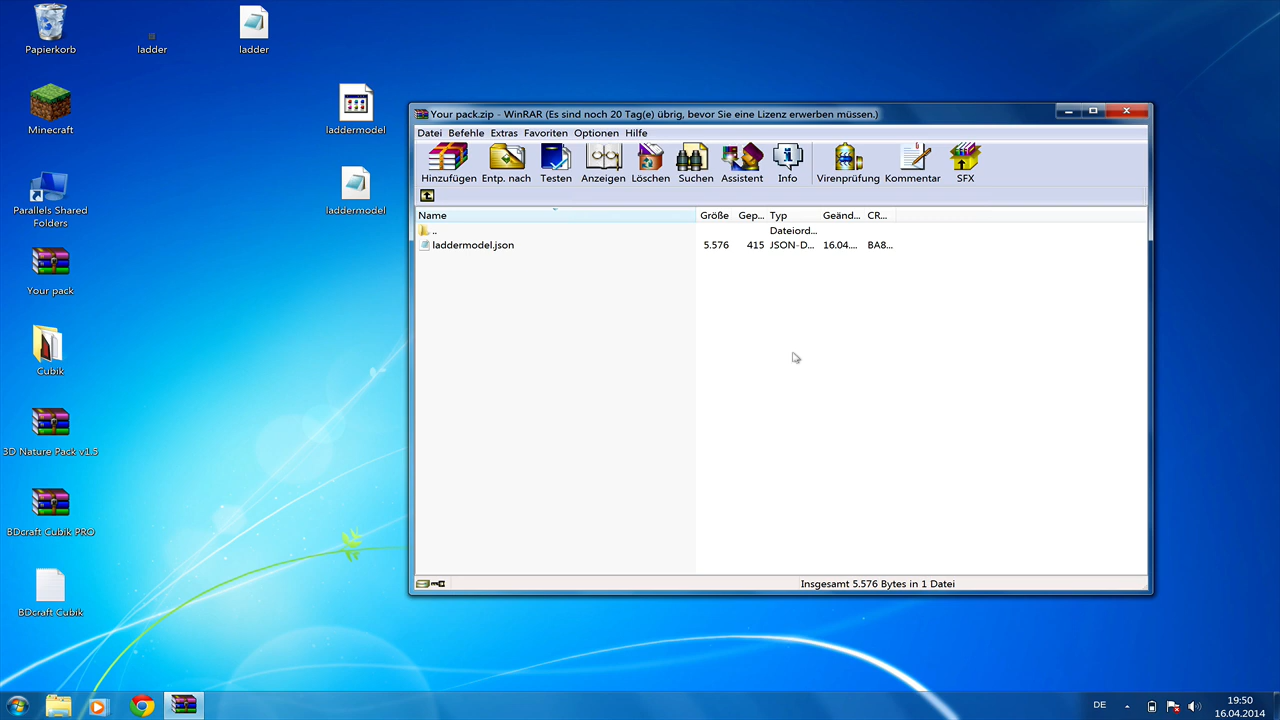 Papierkorb
ladder
ladder
Minecraft
laddermodel
Parallels Shared
Folders
laddermodel
Your pack
Cubik
3D Nature Pack v1.5
BDcraft Cubik PRO
BDcraft Cubik
Your pack.zip - WinRAR (Es sind noch 20 Tag(e) übrig, bevor Sie eine Lizenz erwerben müssen.)
Datei Befehle Extras Favoriten Optionen Hilfe
Hinzufügen Entp. nach Testen Anzeigen Löschen Suchen Assistent Info Virenprüfung Kommentar SFX
Name Größe Gep... Typ Geänd... CR...
.. Dateiord...
laddermodel.json 5.576 415 JSON-D... 16.04.... BA8...
Insgesamt 5.576 Bytes in 1 Datei
DE
19:50
16.04.2014